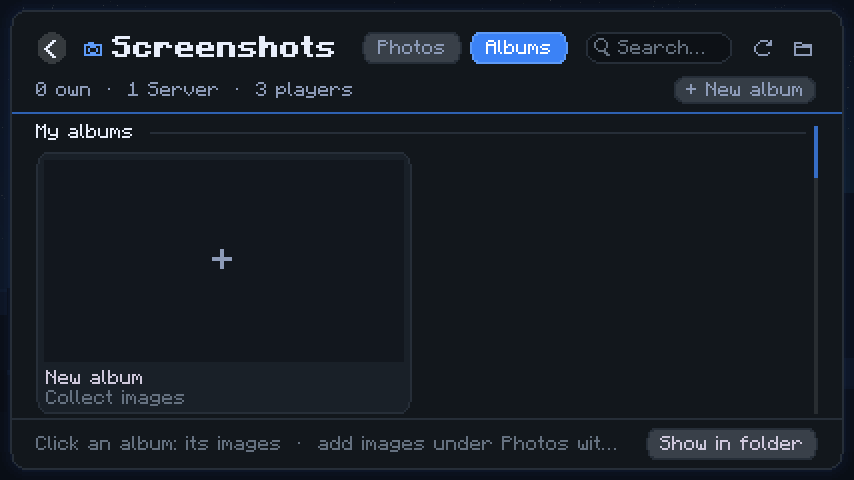 Screenshots
Photos
Albums
Search...
0 own · 1 Server · 3 players
+ New album
My albums
+
New album
Collect images
Click an album: its images · add images under Photos wit...
Show in folder